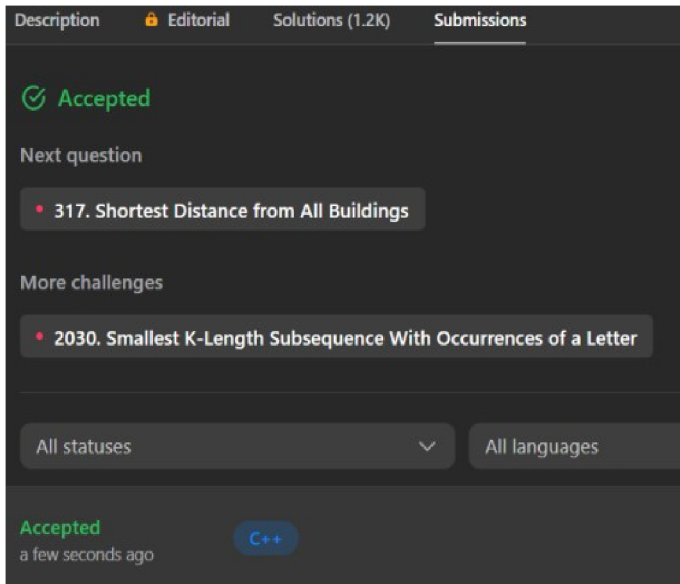 Description Editorial Solutions (1.2K) Submissions
Accepted
Next question
317. Shortest Distance from All Buildings
More challenges
2030. Smallest K-Length Subsequence With Occurrences of a Letter
All statuses All languages
Accepted
C++
a few seconds ago